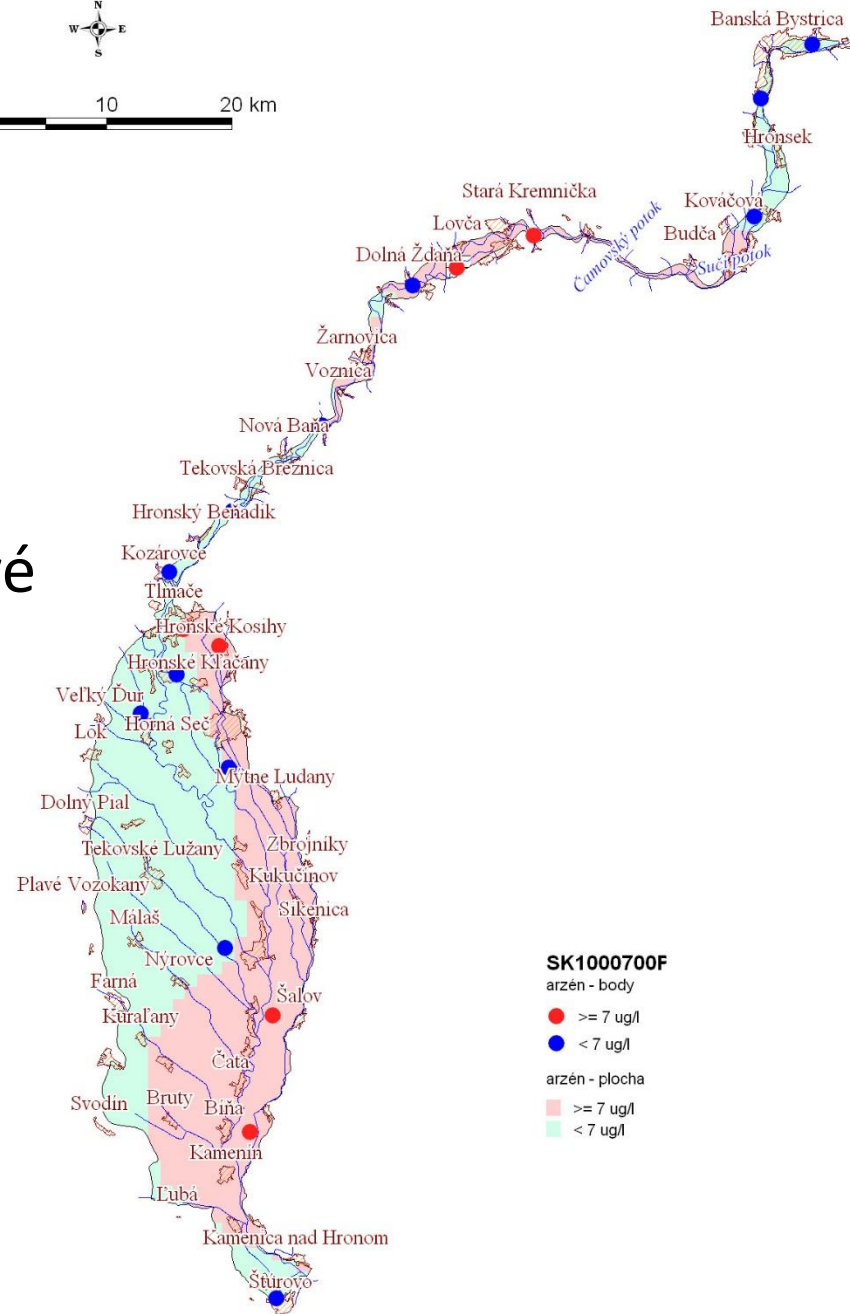 N
W E
S
10 20 km
Banská Bystrica
Hronsek
Stará Kremnička
Kováčová
Lovča
Budča
Čamovský potok
Sučí potok
Dolná Ždaňa
Žarnovica
Voznica
Nová Baňa
Tekovská Breznica
Hronský Beňadik
Kozárovce
é
Tlmače
Hronské Kosihy
Hronské Kľačany
Veľký Ďur
Horná Seč
Lok
Mýtne Ludany
Dolný Pial
Zbrojníky
Tekovské Lužany
Kukučínov
Plavé Vozokany
Sikenica
Málaš
Nýrovce
Farná
Šalov
Kuraľany
Čata
Bruty
Bíňa
Svodín
Kamenín
Ľubá
Kamenica nad Hronom
Štúrovo
SK1000700F
arzén - body
>= 7 ug/l
< 7 ug/l
arzén - plocha
>= 7 ug/l
< 7 ug/l